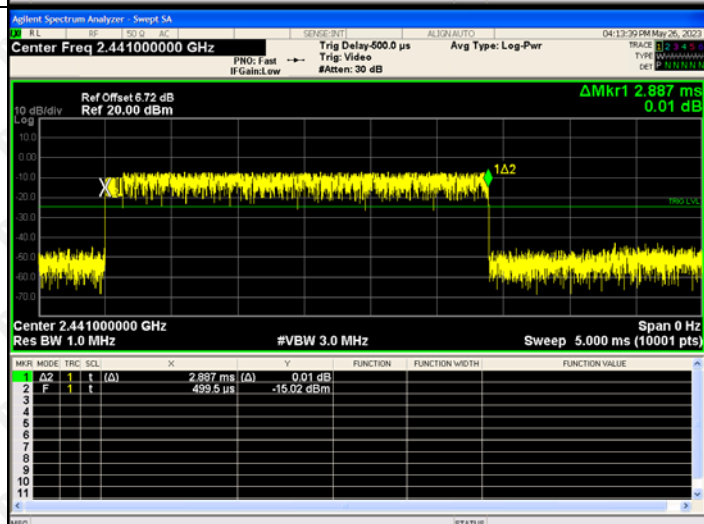 Agilent Spectrum Analyzer - Swept SA
RL RF 50 Ω AC SENSE:INT ALIGNAUTO 04:13:39 PM May 26, 2023
Center Freq 2.441000000 GHz Trig Delay-500.0 µs Avg Type: Log-Pwr TRACE 1 2 3 4 5 6
PNO: Fast Trig: Video TYPE
IFGain:Low #Atten: 30 dB DET P N N N N N
Ref Offset 6.72 dB ΔMkr1 2.887 ms
10 dB/div Ref 20.00 dBm 0.01 dB
Log
10.0
0.00
-10.0
1Δ2
-20.0
TRIG LVL
-30.0
-40.0
-50.0
-60.0
-70.0
Center 2.441000000 GHz Span 0 Hz
Res BW 1.0 MHz #VBW 3.0 MHz Sweep 5.000 ms (10001 pts)
MKR MODE TRC SCL X Y FUNCTION FUNCTION WIDTH FUNCTION VALUE
1 Δ2 1 t (Δ) 2.887 ms (Δ) 0.01 dB
2 F 1 t 499.5 µs -15.02 dBm
3
4
5
6
7
8
9
10
11
MSG STATUS